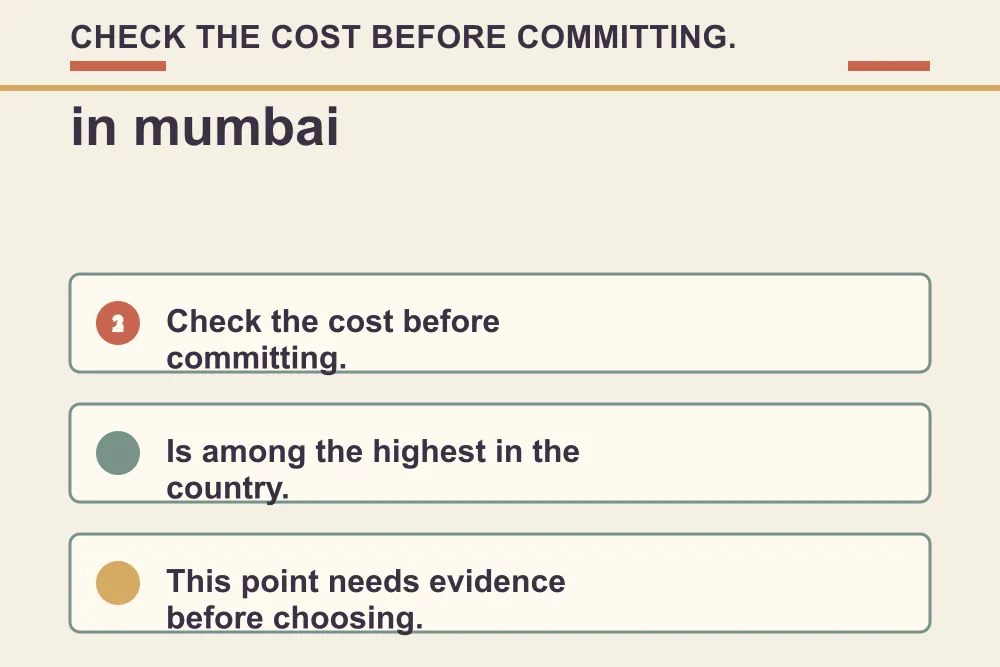 CHECK THE COST BEFORE COMMITTING.
in mumbai
Check the cost before
committing.
Is among the highest in the
country.
This point needs evidence
before choosing.